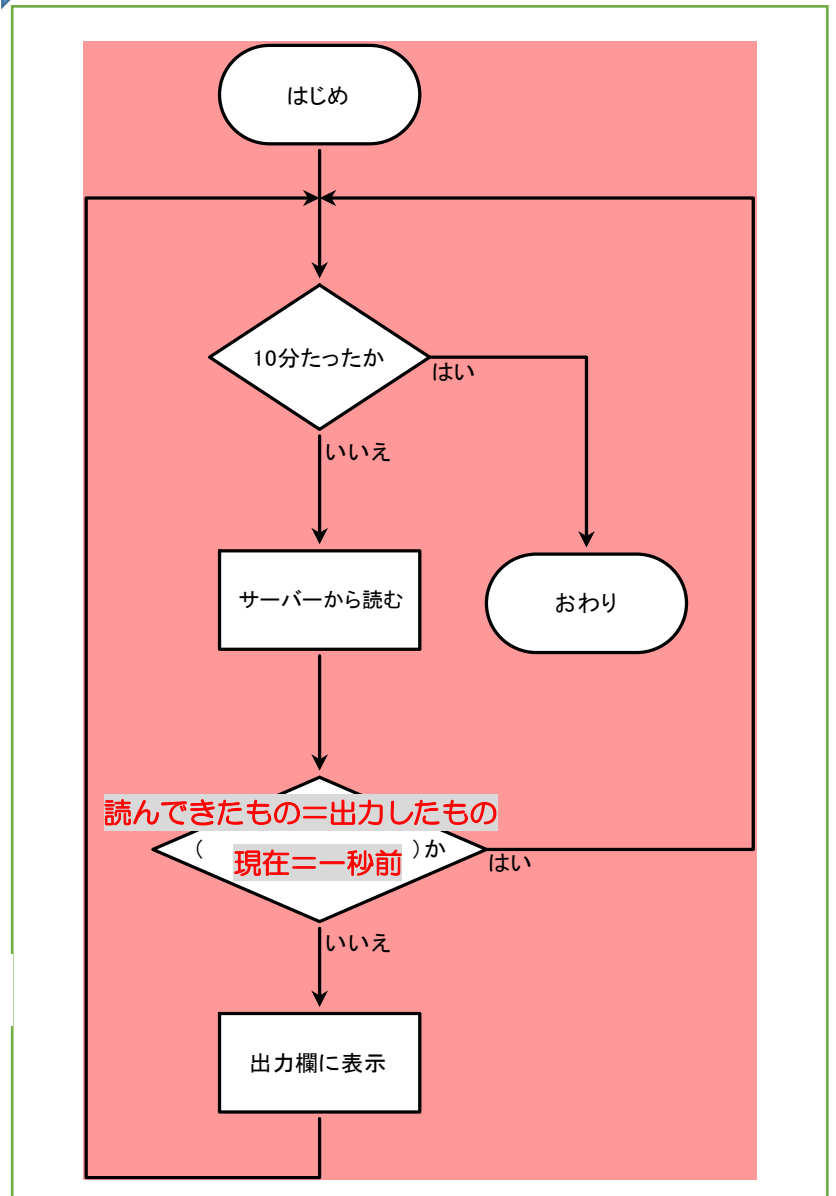 はじめ
10分たったか
はい
いいえ
サーバーから読む
おわり
読んできたもの＝出力したもの
（　　　　　　　）か
現在＝一秒前
はい
いいえ
出力欄に表示